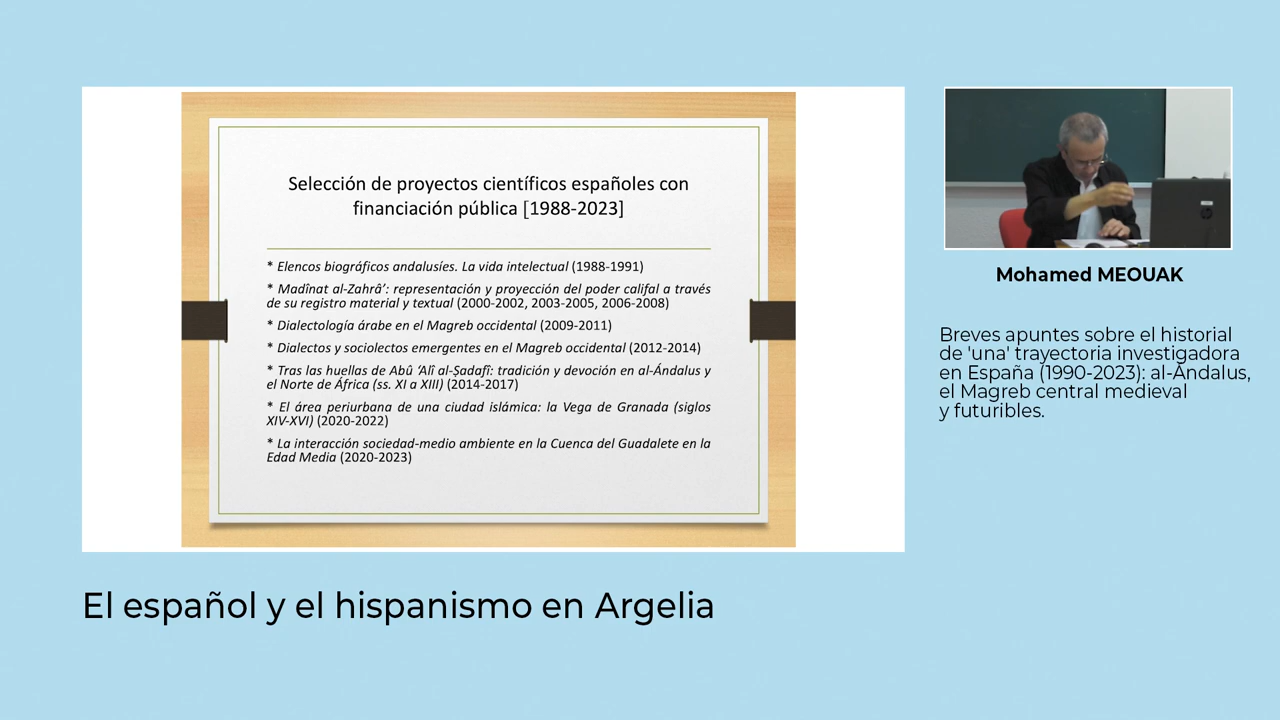 Selección de proyectos científicos españoles con
financiación pública [1988-2023]
* Elencos biográficos andalusíes. La vida intelectual (1988-1991)
* Madînat al-Zahrâ’: representación y proyección del poder califal a través
de su registro material y textual (2000-2002, 2003-2005, 2006-2008)
* Dialectología árabe en el Magreb occidental (2009-2011)
* Dialectos y sociolectos emergentes en el Magreb occidental (2012-2014)
* Tras las huellas de Abû ‘Alî al-Ṣadafî: tradición y devoción en al-Ándalus y
el Norte de África (ss. XI a XIII) (2014-2017)
* El área periurbana de una ciudad islámica: la Vega de Granada (siglos
XIV-XVI) (2020-2022)
* La interacción sociedad-medio ambiente en la Cuenca del Guadalete en la
Edad Media (2020-2023)
Mohamed MEOUAK
Breves apuntes sobre el historial
de 'una' trayectoria investigadora
en España (1990-2023): al-Andalus,
el Magreb central medieval
y futuribles.
El español y el hispanismo en Argelia